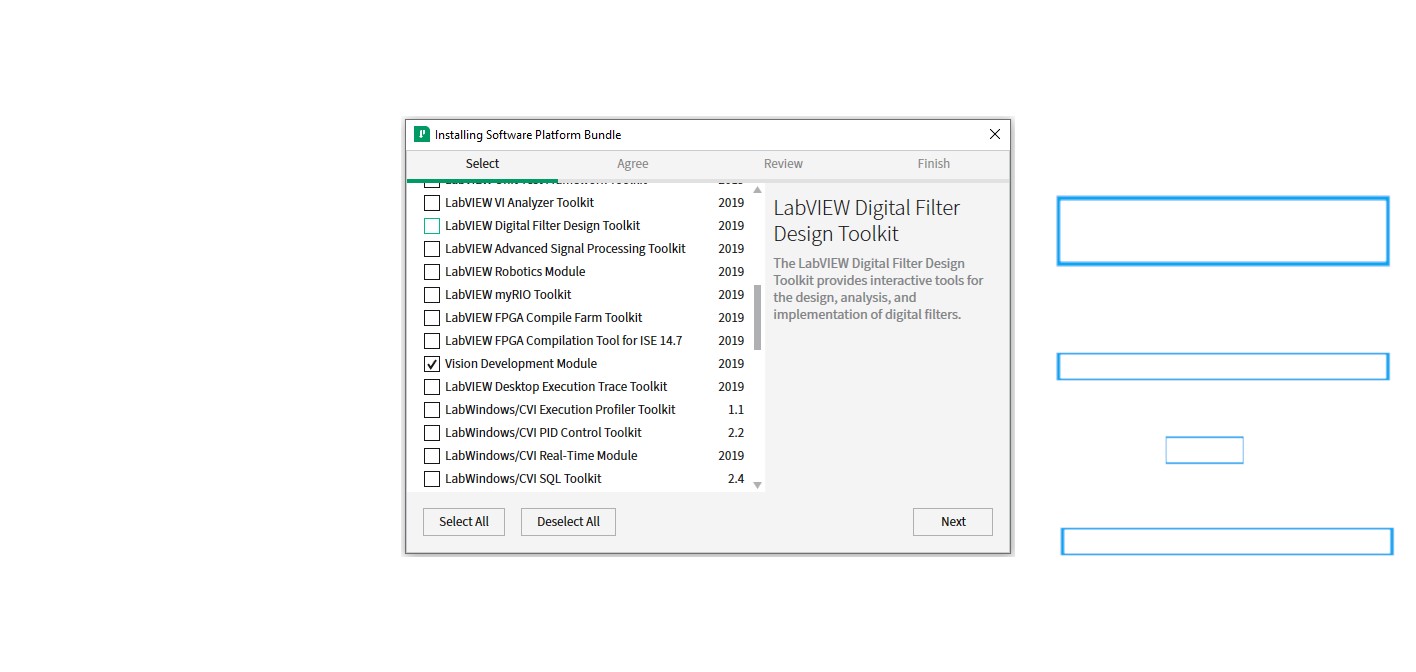 Installing Software Platform Bundle
Select Agree Review Finish
LabVIEW VI Analyzer Toolkit 2019
LabVIEW Digital Filter Design Toolkit
LabVIEW Advanced Signal Processing Toolkit 2019
LabVIEW Robotics Module 2019
LabVIEW myRIO Toolkit 2019
LabVIEW FPGA Compile Farm Toolkit 2019
LabVIEW FPGA Compilation Tool for ISE 14.7 2019
Vision Development Module 2019
LabVIEW Desktop Execution Trace Toolkit 2019
LabWindows/CVI Execution Profiler Toolkit 1.1
LabWindows/CVI PID Control Toolkit 2.2
LabWindows/CVI Real-Time Module 2019
LabWindows/CVI SQL Toolkit 2.4
LabVIEW Digital Filter
Design Toolkit
The LabVIEW Digital Filter Design
Toolkit provides interactive tools for
the design, analysis, and
implementation of digital filters.
Select All Deselect All Next